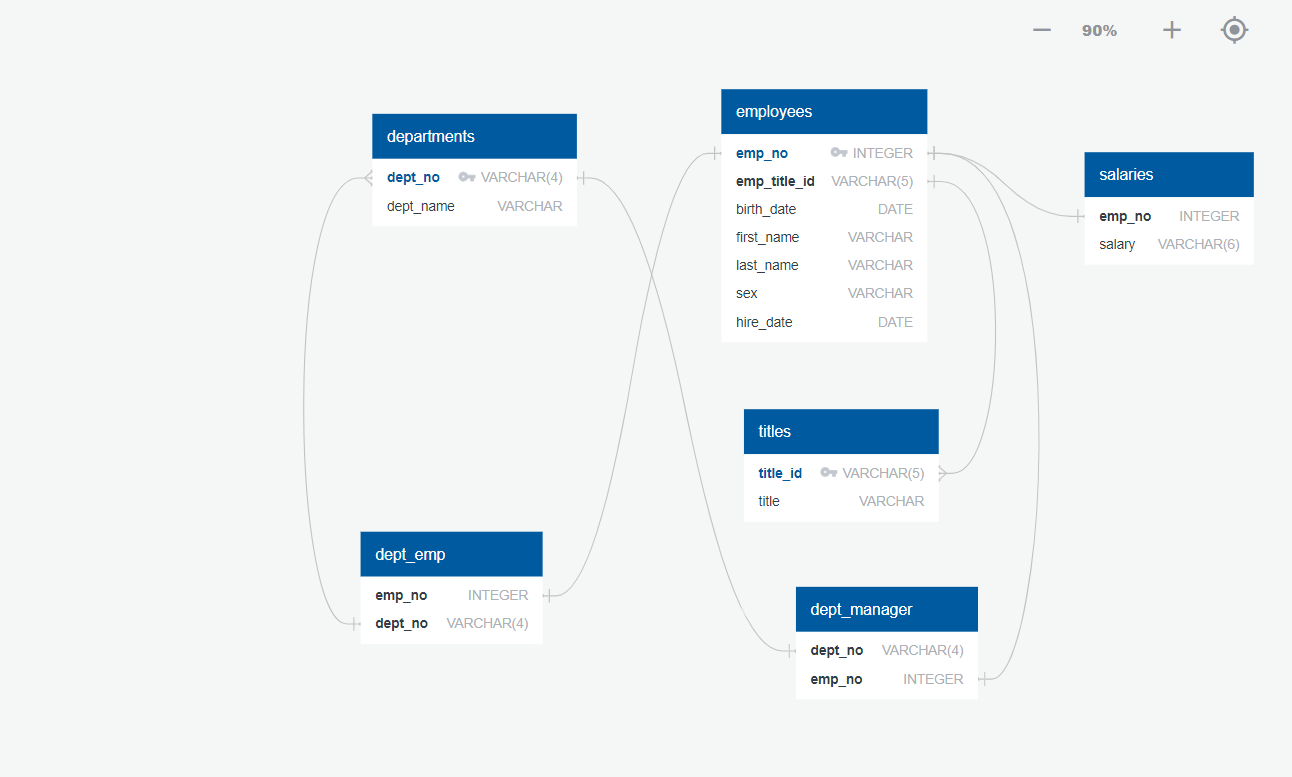 90%
departments
dept_no VARCHAR(4)
dept_name VARCHAR
employees
emp_no INTEGER
emp_title_id VARCHAR(5)
birth_date DATE
first_name VARCHAR
last_name VARCHAR
sex VARCHAR
hire_date DATE
salaries
emp_no INTEGER
salary VARCHAR(6)
titles
title_id VARCHAR(5)
title VARCHAR
dept_emp
emp_no INTEGER
dept_no VARCHAR(4)
dept_manager
dept_no VARCHAR(4)
emp_no INTEGER